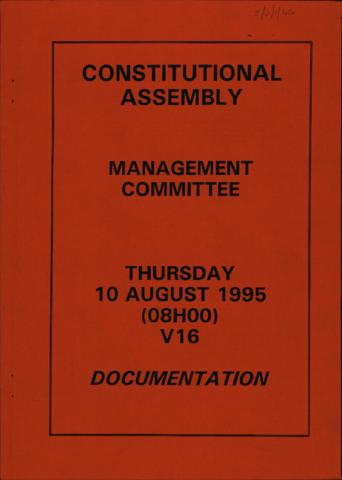 CONSTITUTIONAL
ASSEMBLY
MANAGEMENT
COMMITTEE
THURSDAY
10 AUGUST 1995
(08H00)
V16
DOCUMENTATION